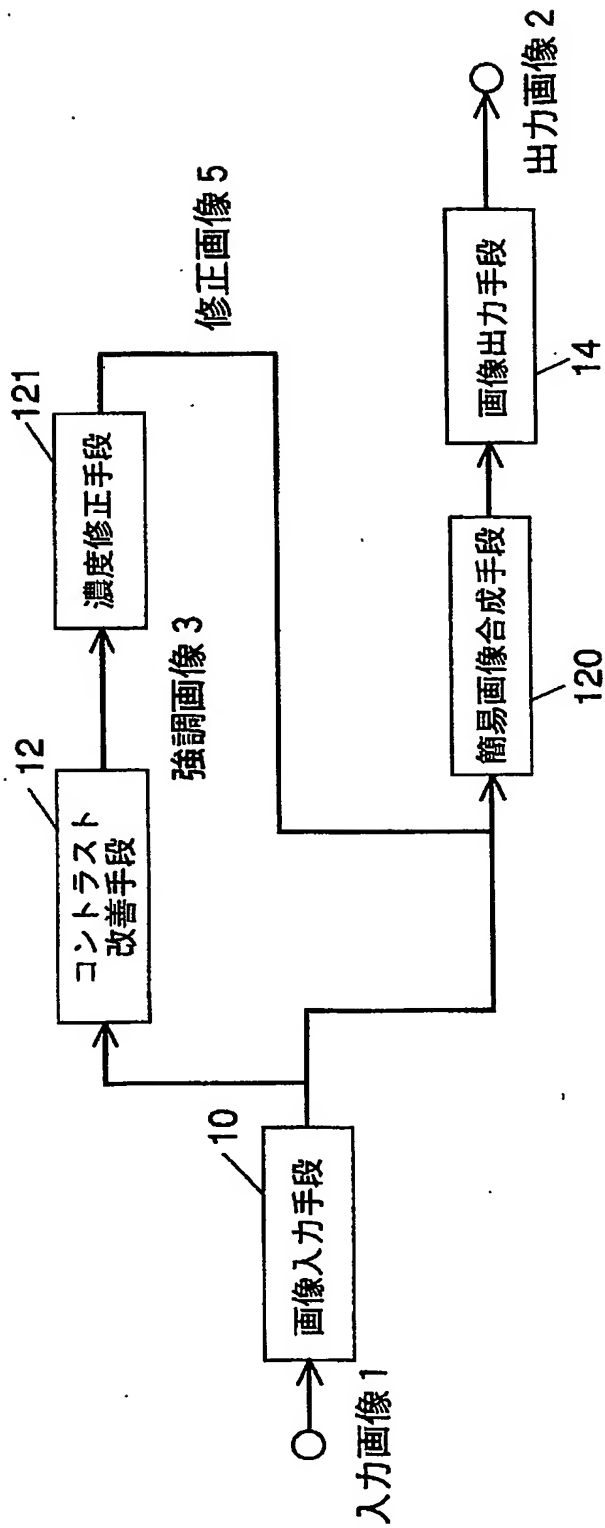 入力画像1
画像入力手段
10
コントラスト
改善手段
12
強調画像3
濃度修正手段
121
修正画像5
簡易画像合成手段
120
画像出力手段
14
出力画像2